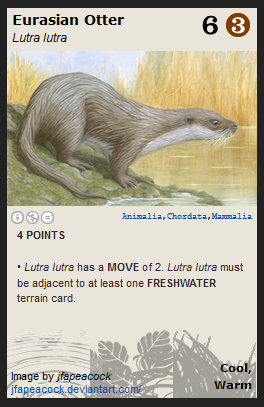 Eurasian Otter 6 3
Lutra lutra
Animalia,Chordata,Mammalia
4 POINTS
• Lutra lutra has a MOVE of 2. Lutra lutra must
be adjacent to at least one FRESHWATER
terrain card.
Image by jfapeacock
jfapeacock.deviantart.com/
Cool,
Warm